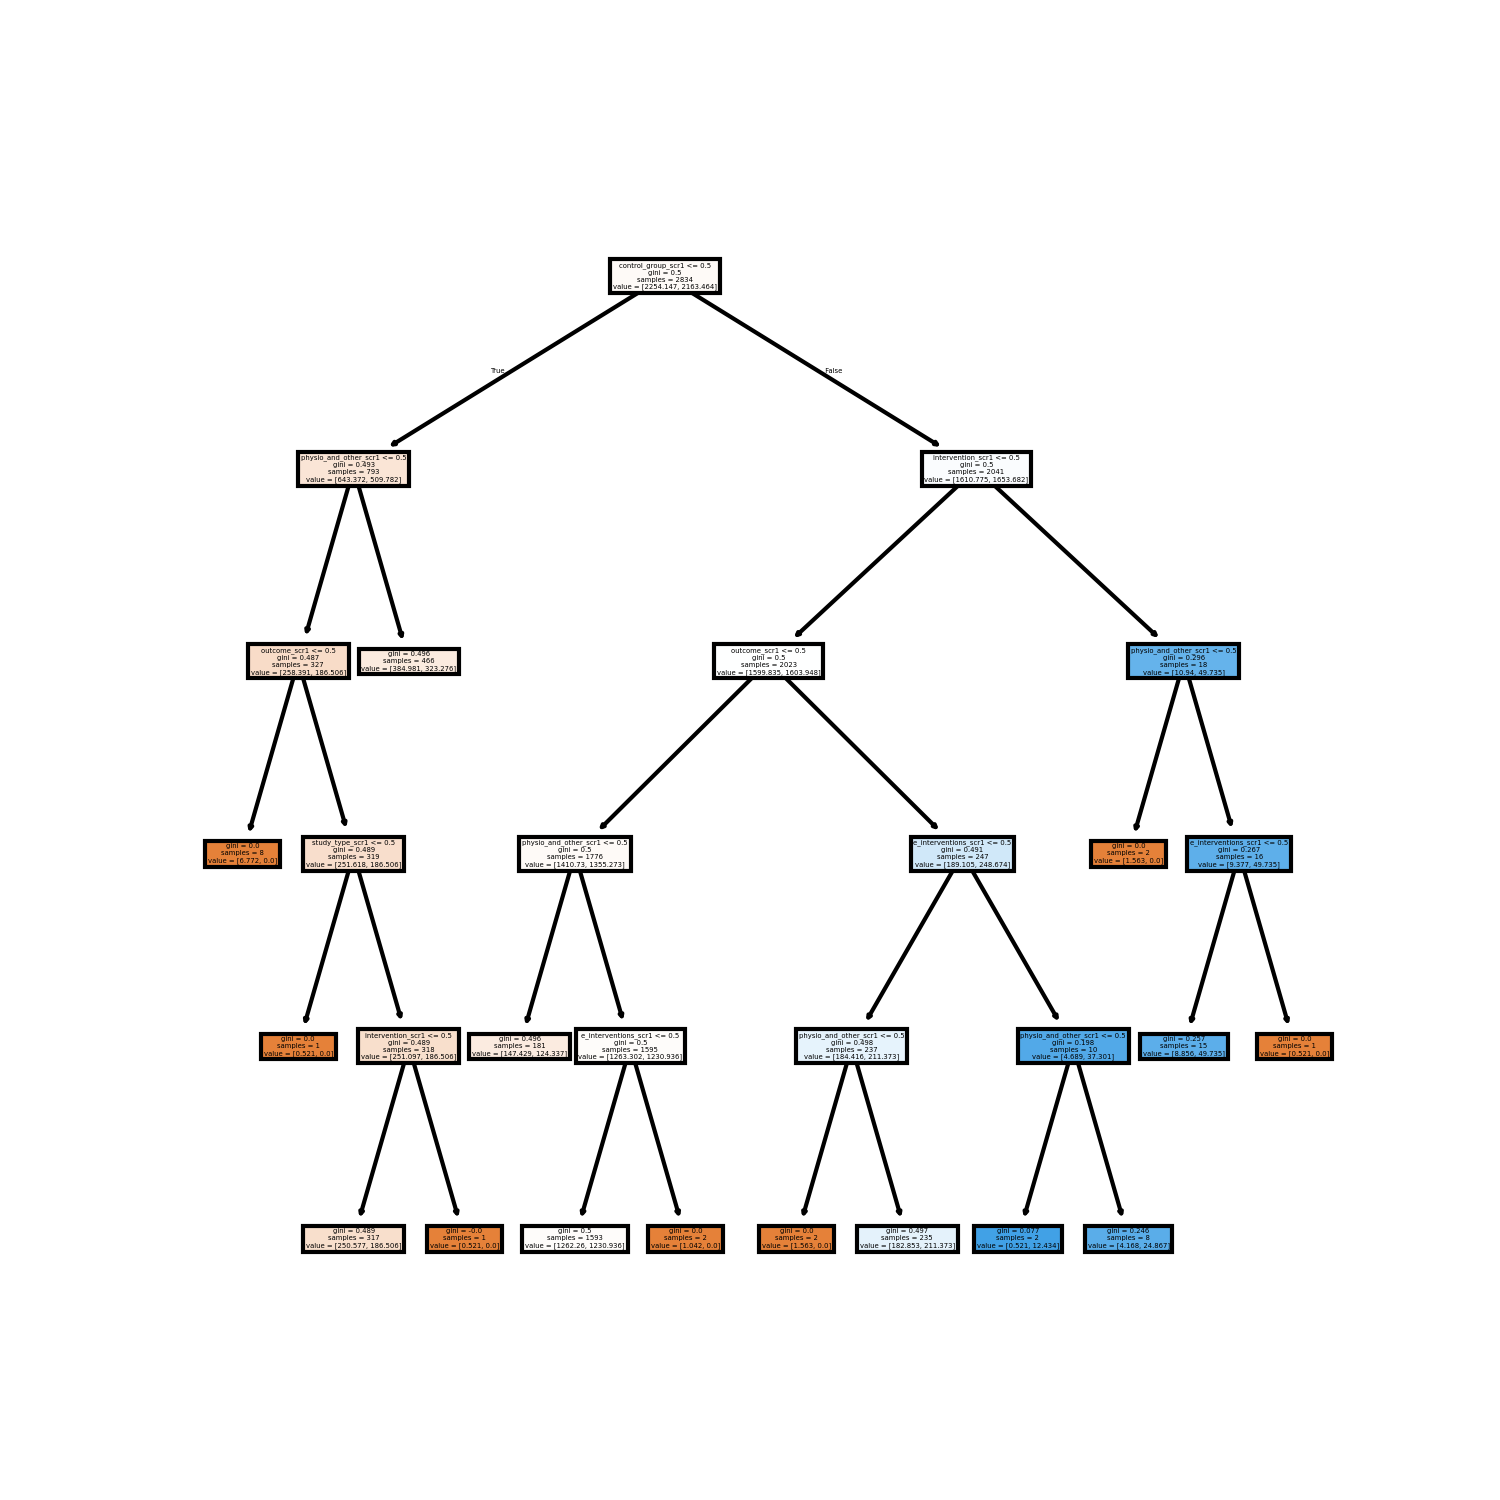 control_group_scr1 <= 0.5
gini = 0.5
samples = 2834
value = [2254.147, 2163.464]
True
False
physio_and_other_scr1 <= 0.5
gini = 0.493
samples = 793
value = [643.372, 509.782]
intervention_scr1 <= 0.5
gini = 0.5
samples = 2041
value = [1610.775, 1653.682]
outcome_scr1 <= 0.5
gini = 0.487
samples = 327
value = [258.391, 186.506]
gini = 0.496
samples = 466
value = [384.981, 323.276]
outcome_scr1 <= 0.5
gini = 0.5
samples = 2023
value = [1599.835, 1603.948]
physio_and_other_scr1 <= 0.5
gini = 0.296
samples = 18
value = [10.94, 49.735]
gini = 0.0
samples = 8
value = [6.772, 0.0]
study_type_scr1 <= 0.5
gini = 0.489
samples = 319
value = [251.618, 186.506]
physio_and_other_scr1 <= 0.5
gini = 0.5
samples = 1776
value = [1410.73, 1355.273]
e_interventions_scr1 <= 0.5
gini = 0.491
samples = 247
value = [189.105, 248.674]
gini = 0.0
samples = 2
value = [1.563, 0.0]
e_interventions_scr1 <= 0.5
gini = 0.267
samples = 16
value = [9.377, 49.735]
gini = 0.0
samples = 1
value = [0.521, 0.0]
intervention_scr1 <= 0.5
gini = 0.489
samples = 318
value = [251.097, 186.506]
gini = 0.496
samples = 181
value = [147.429, 124.337]
e_interventions_scr1 <= 0.5
gini = 0.5
samples = 1595
value = [1263.302, 1230.936]
physio_and_other_scr1 <= 0.5
gini = 0.498
samples = 237
value = [184.416, 211.373]
physio_and_other_scr1 <= 0.5
gini = 0.198
samples = 10
value = [4.689, 37.301]
gini = 0.257
samples = 15
value = [8.856, 49.735]
gini = 0.0
samples = 1
value = [0.521, 0.0]
gini = 0.489
samples = 317
value = [250.577, 186.506]
gini = -0.0
samples = 1
value = [0.521, 0.0]
gini = 0.5
samples = 1593
value = [1262.26, 1230.936]
gini = 0.0
samples = 2
value = [1.042, 0.0]
gini = 0.0
samples = 2
value = [1.563, 0.0]
gini = 0.497
samples = 235
value = [182.853, 211.373]
gini = 0.077
samples = 2
value = [0.521, 12.434]
gini = 0.246
samples = 8
value = [4.168, 24.867]